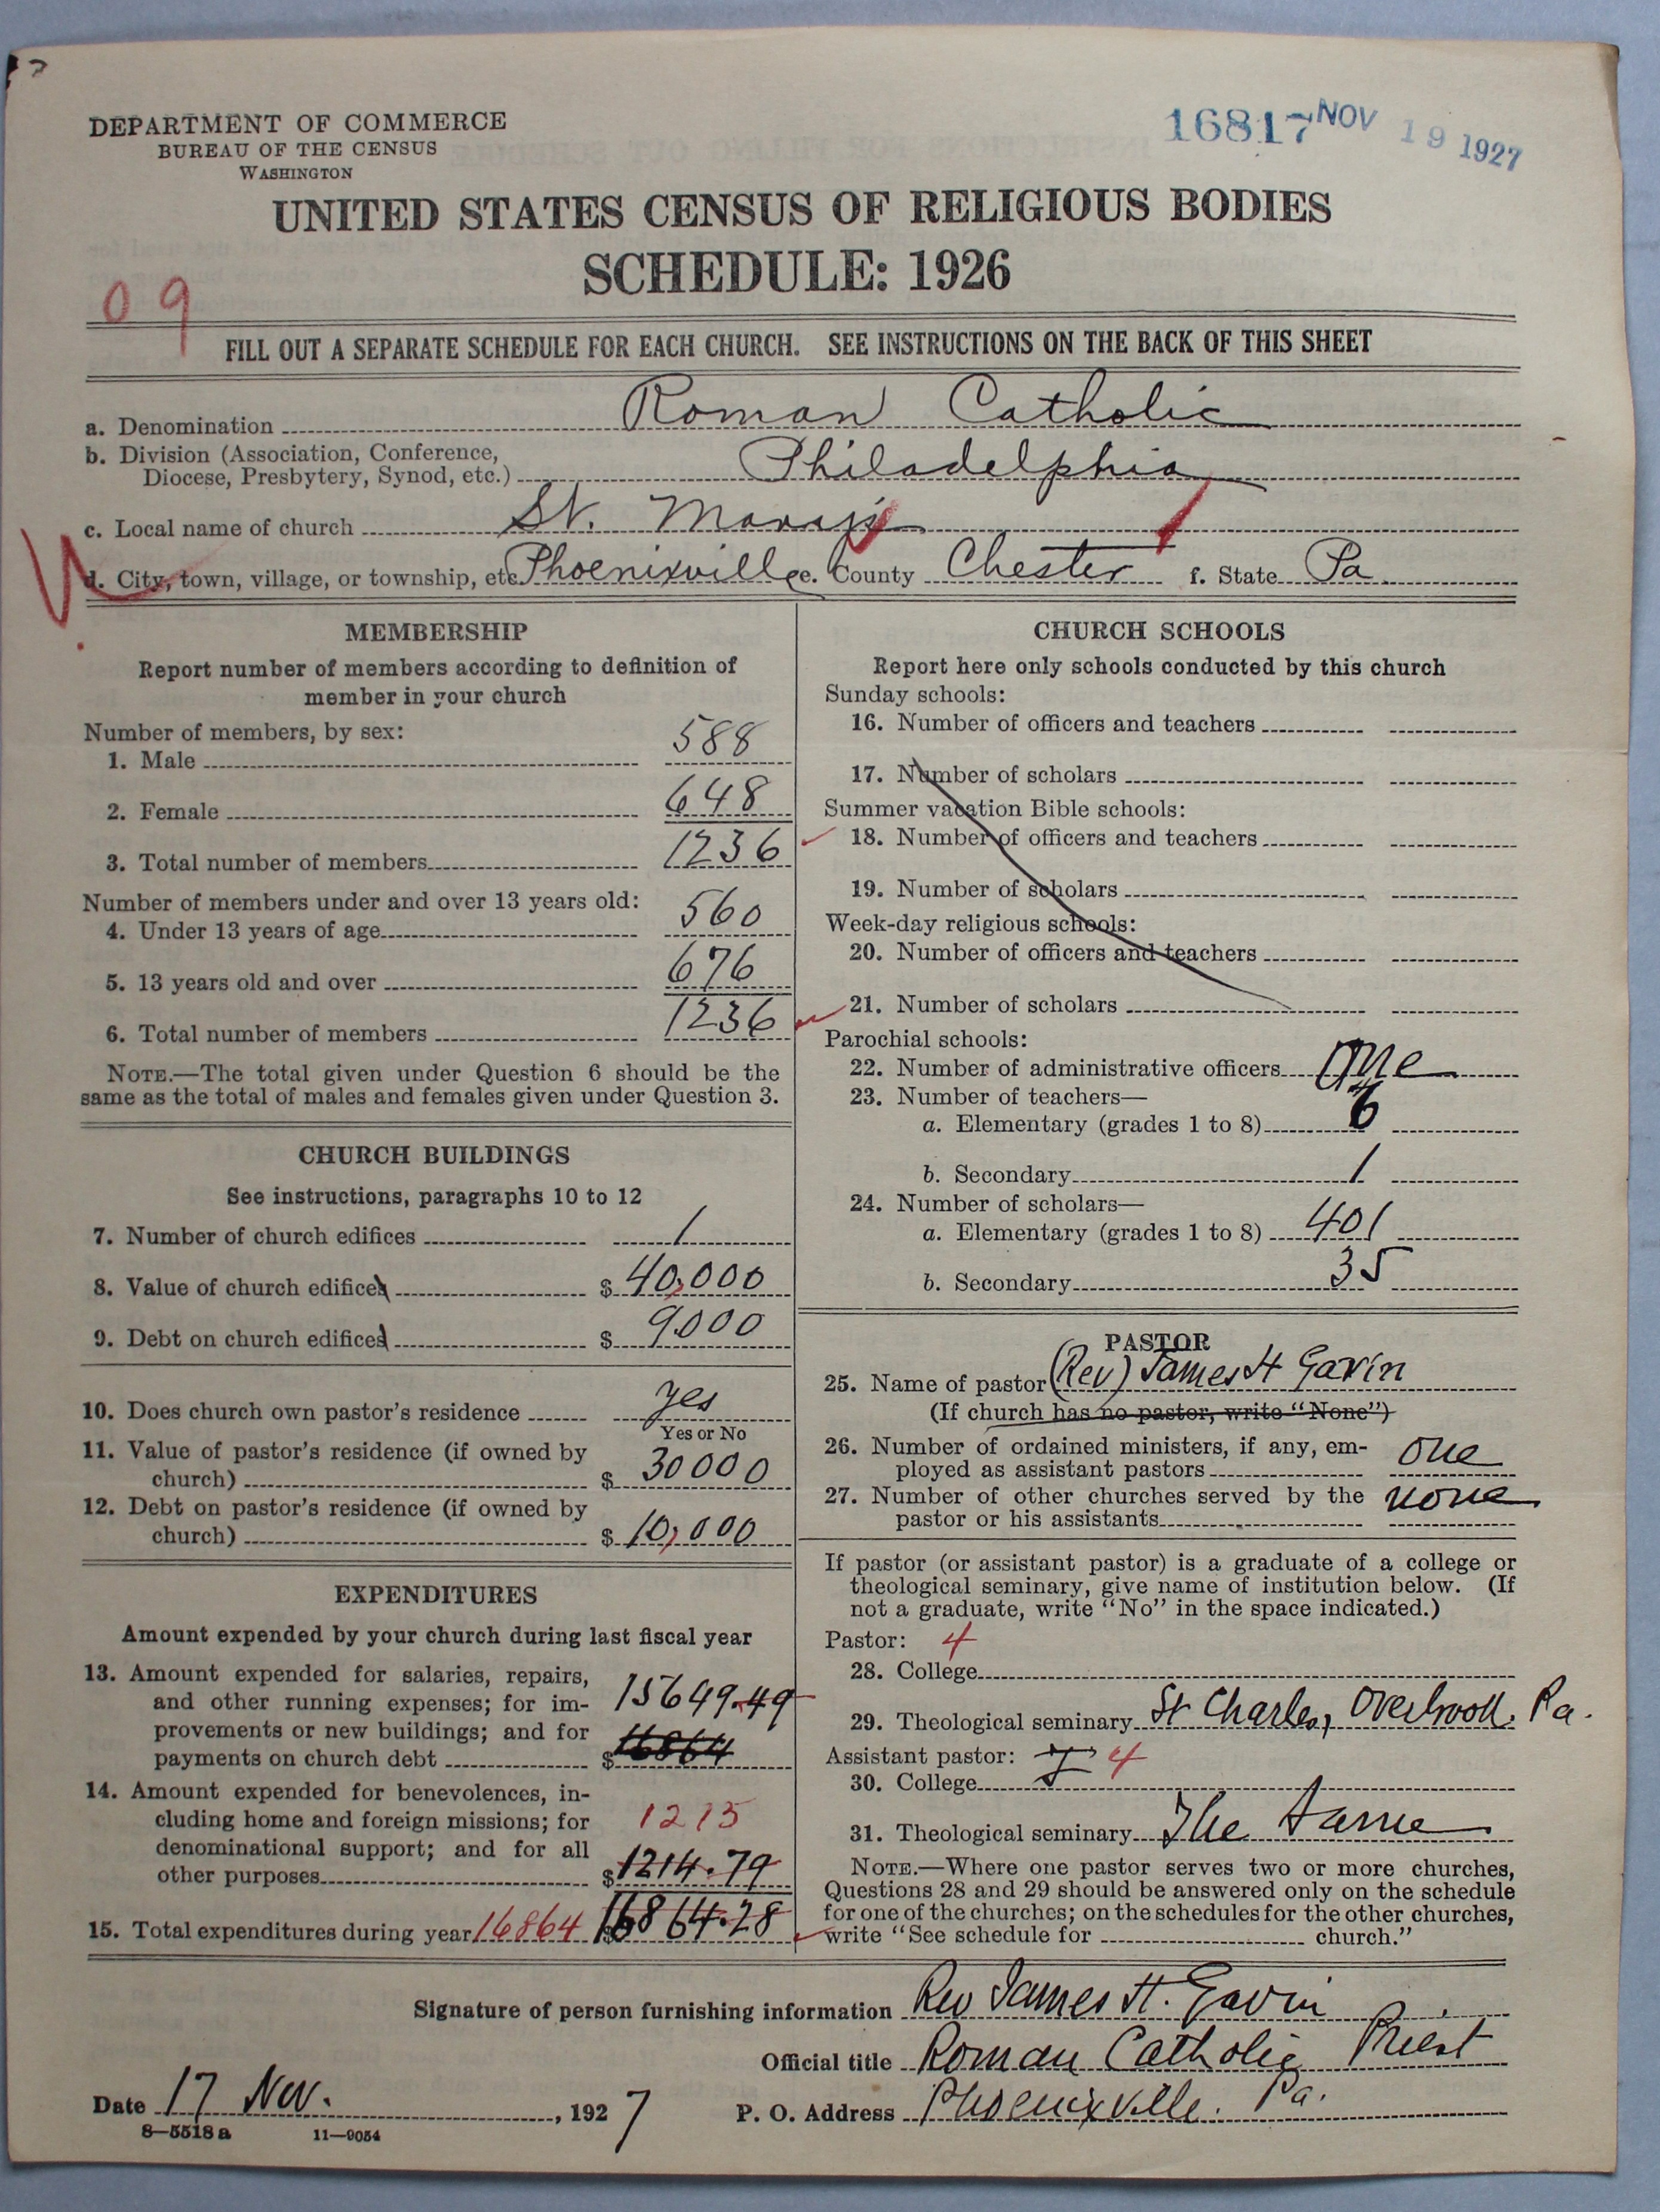 16817 NOV 19 1927
DEPARTMENT OF COMMERCE
BUREAU OF THE CENSUS
WASHINGTON
UNITED STATES CENSUS OF RELIGIOUS BODIES
SCHEDULE: 1926
09
FILL OUT A SEPARATE SCHEDULE FOR EACH CHURCH. SEE INSTRUCTIONS ON THE BACK OF THIS SHEET
a. Denomination Roman Catholic
b. Division (Association, Conference,
Diocese, Presbytery, Synod, etc.) Philadelphia
c. Local name of church St. Mary's
d. City, town, village, or township, etc. Phoenixville e. County Chester f. State Pa
MEMBERSHIP
Report number of members according to definition of
member in your church
Number of members, by sex:
1. Male 588
2. Female 648
3. Total number of members 1236
Number of members under and over 13 years old:
4. Under 13 years of age 560
5. 13 years old and over 676
6. Total number of members 1236
NOTE.—The total given under Question 6 should be the
same as the total of males and females given under Question 3.
CHURCH BUILDINGS
See instructions, paragraphs 10 to 12
7. Number of church edifices 1
8. Value of church edifices $ 40,000
9. Debt on church edifices $ 9000
10. Does church own pastor's residence yes
Yes or No
11. Value of pastor's residence (if owned by
church) $ 30000
12. Debt on pastor's residence (if owned by
church) $ 10,000
EXPENDITURES
Amount expended by your church during last fiscal year
13. Amount expended for salaries, repairs,
and other running expenses; for im- 15649.49
provements or new buildings; and for
payments on church debt $ 16864
14. Amount expended for benevolences, in-
cluding home and foreign missions; for 1215
denominational support; and for all
other purposes $ 1214.79
15. Total expenditures during year 16864 $ 16864.28
CHURCH SCHOOLS
Report here only schools conducted by this church
Sunday schools:
16. Number of officers and teachers
17. Number of scholars
Summer vacation Bible schools:
18. Number of officers and teachers
19. Number of scholars
Week-day religious schools:
20. Number of officers and teachers
21. Number of scholars
Parochial schools:
22. Number of administrative officers one
23. Number of teachers—
a. Elementary (grades 1 to 8) 6
b. Secondary 1
24. Number of scholars—
a. Elementary (grades 1 to 8) 401
b. Secondary 35
PASTOR
25. Name of pastor (Rev) James H Gavin
(If church has no pastor, write "None")
26. Number of ordained ministers, if any, em-
ployed as assistant pastors one
27. Number of other churches served by the
pastor or his assistants none
If pastor (or assistant pastor) is a graduate of a college or
theological seminary, give name of institution below. (If
not a graduate, write "No" in the space indicated.)
Pastor: 4
28. College
29. Theological seminary St Charles, Overbrook. Pa.
Assistant pastor: 4
30. College
31. Theological seminary The same
NOTE.—Where one pastor serves two or more churches,
Questions 28 and 29 should be answered only on the schedule
for one of the churches; on the schedules for the other churches,
write "See schedule for church."
Signature of person furnishing information Rev James H. Gavin
Official title Roman Catholic Priest
Date 17 Nov., 1927 P. O. Address Phoenixville. Pa.
8—5518a 11—9054